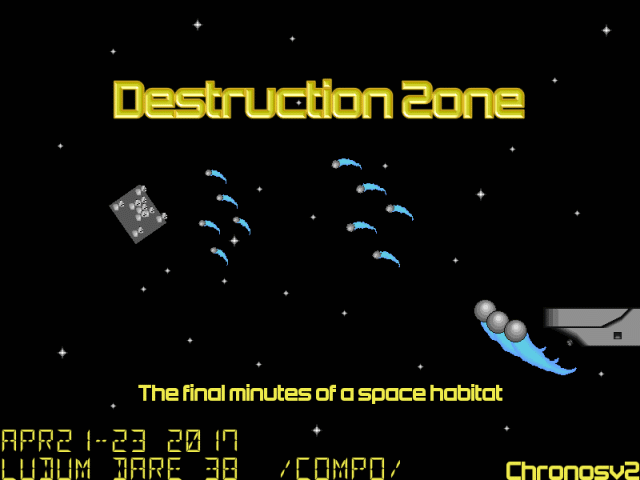 Destruction Zone
The final minutes of a space habitat
APR21-23 2017
LUDUM DARE 38 /COMPO/
Chronosv2